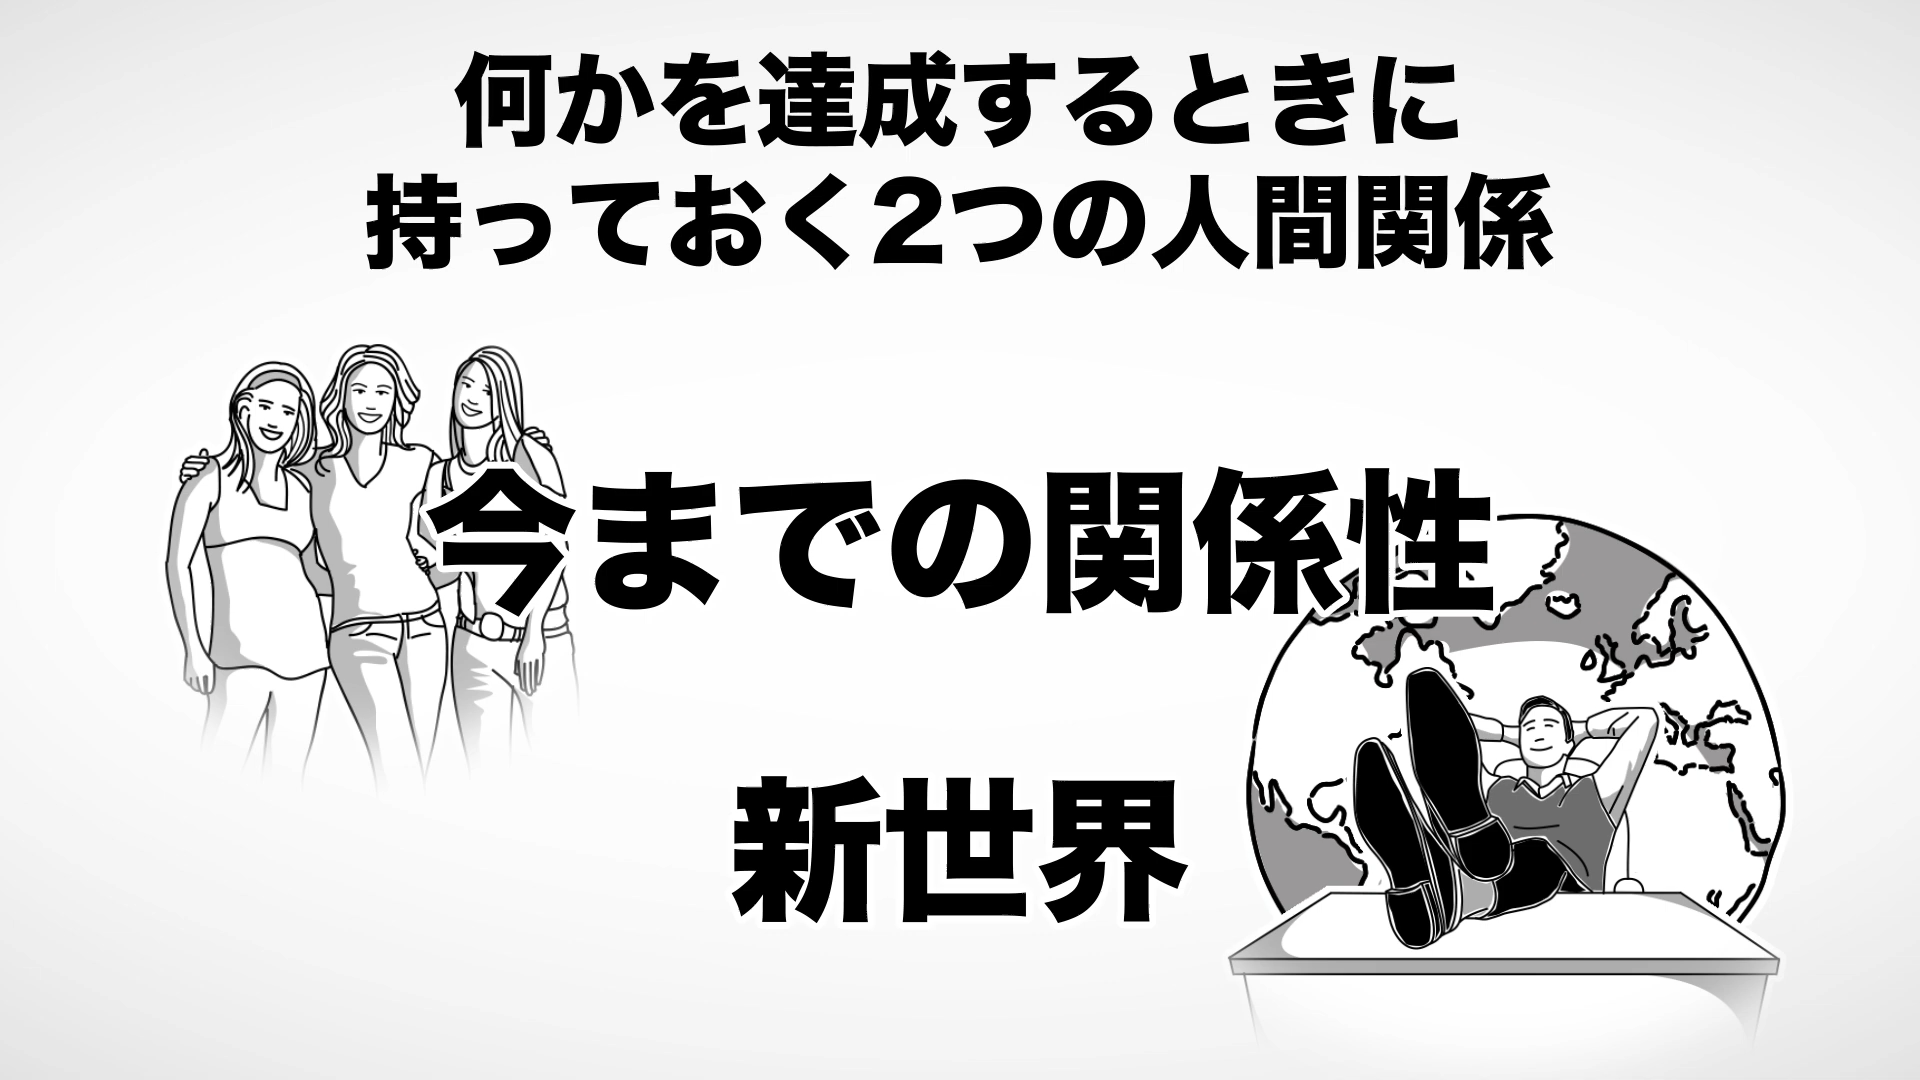 何かを達成するときに
持っておく2つの人間関係
今までの関係性
新世界